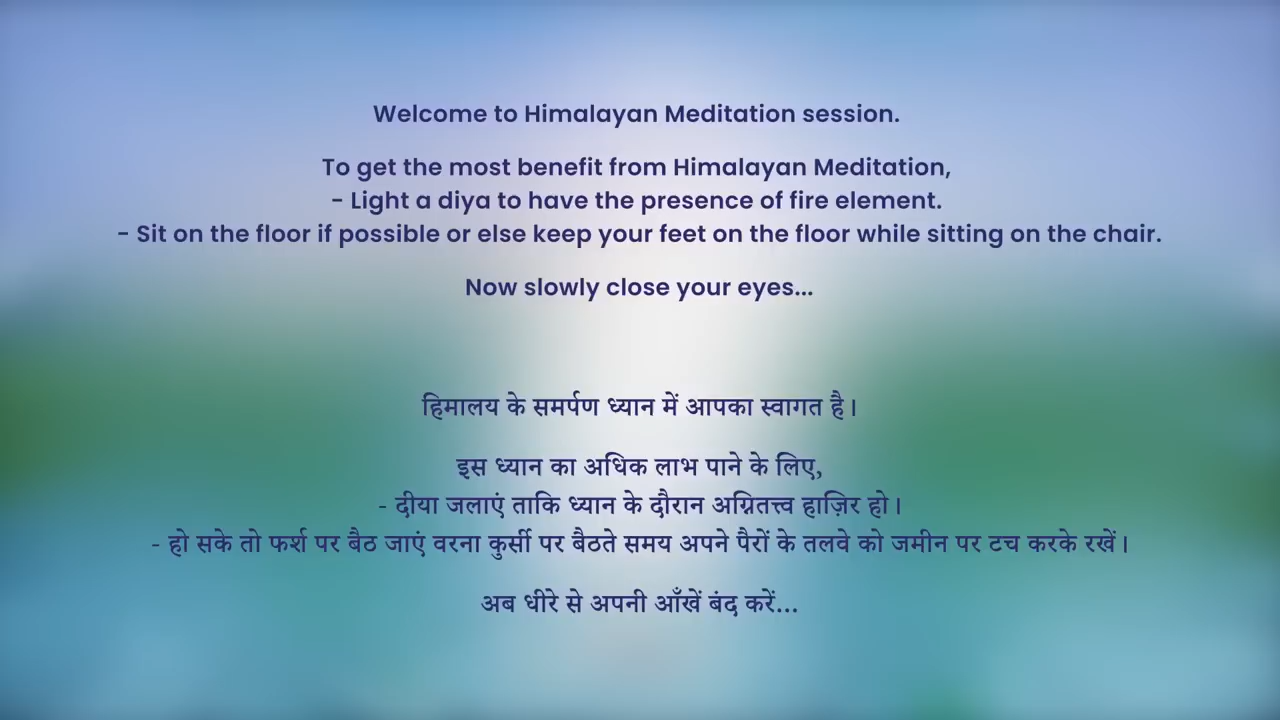 Welcome to Himalayan Meditation session.
To get the most benefit from Himalayan Meditation,
- Light a diya to have the presence of fire element.
- Sit on the floor if possible or else keep your feet on the floor while sitting on the chair.
Now slowly close your eyes...
हिमालय के समर्पण ध्यान में आपका स्वागत है।
इस ध्यान का अधिक लाभ पाने के लिए,
- दीया जलाएं ताकि ध्यान के दौरान अग्नितत्त्व हाज़िर हो।
- हो सके तो फर्श पर बैठ जाएं वरना कुर्सी पर बैठते समय अपने पैरों के तलवे को जमीन पर टच करके रखें।
अब धीरे से अपनी आँखें बंद करें...